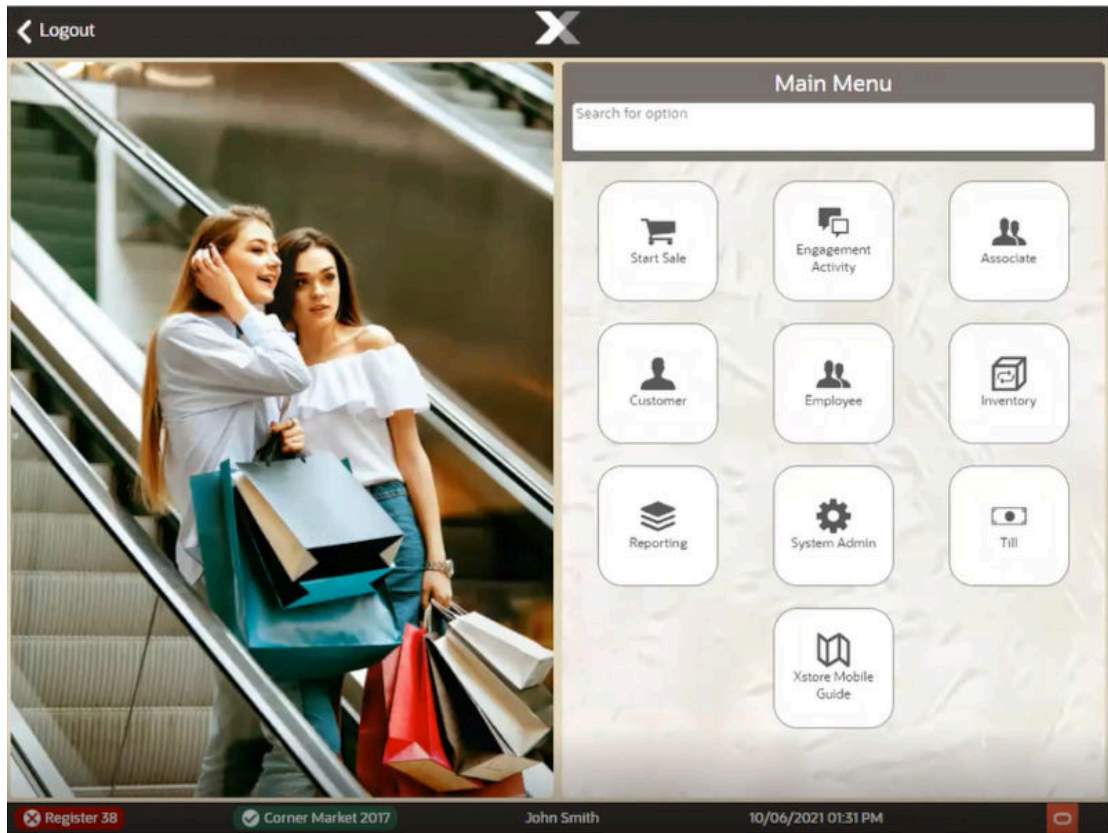 Logout
Main Menu
Search for option
Start Sale
Engagement
Activity
Associate
Customer
Employee
Inventory
Reporting
System Admin
Till
Xstore Mobile
Guide
Register 38
Corner Market 2017
John Smith
10/06/2021 01:31 PM